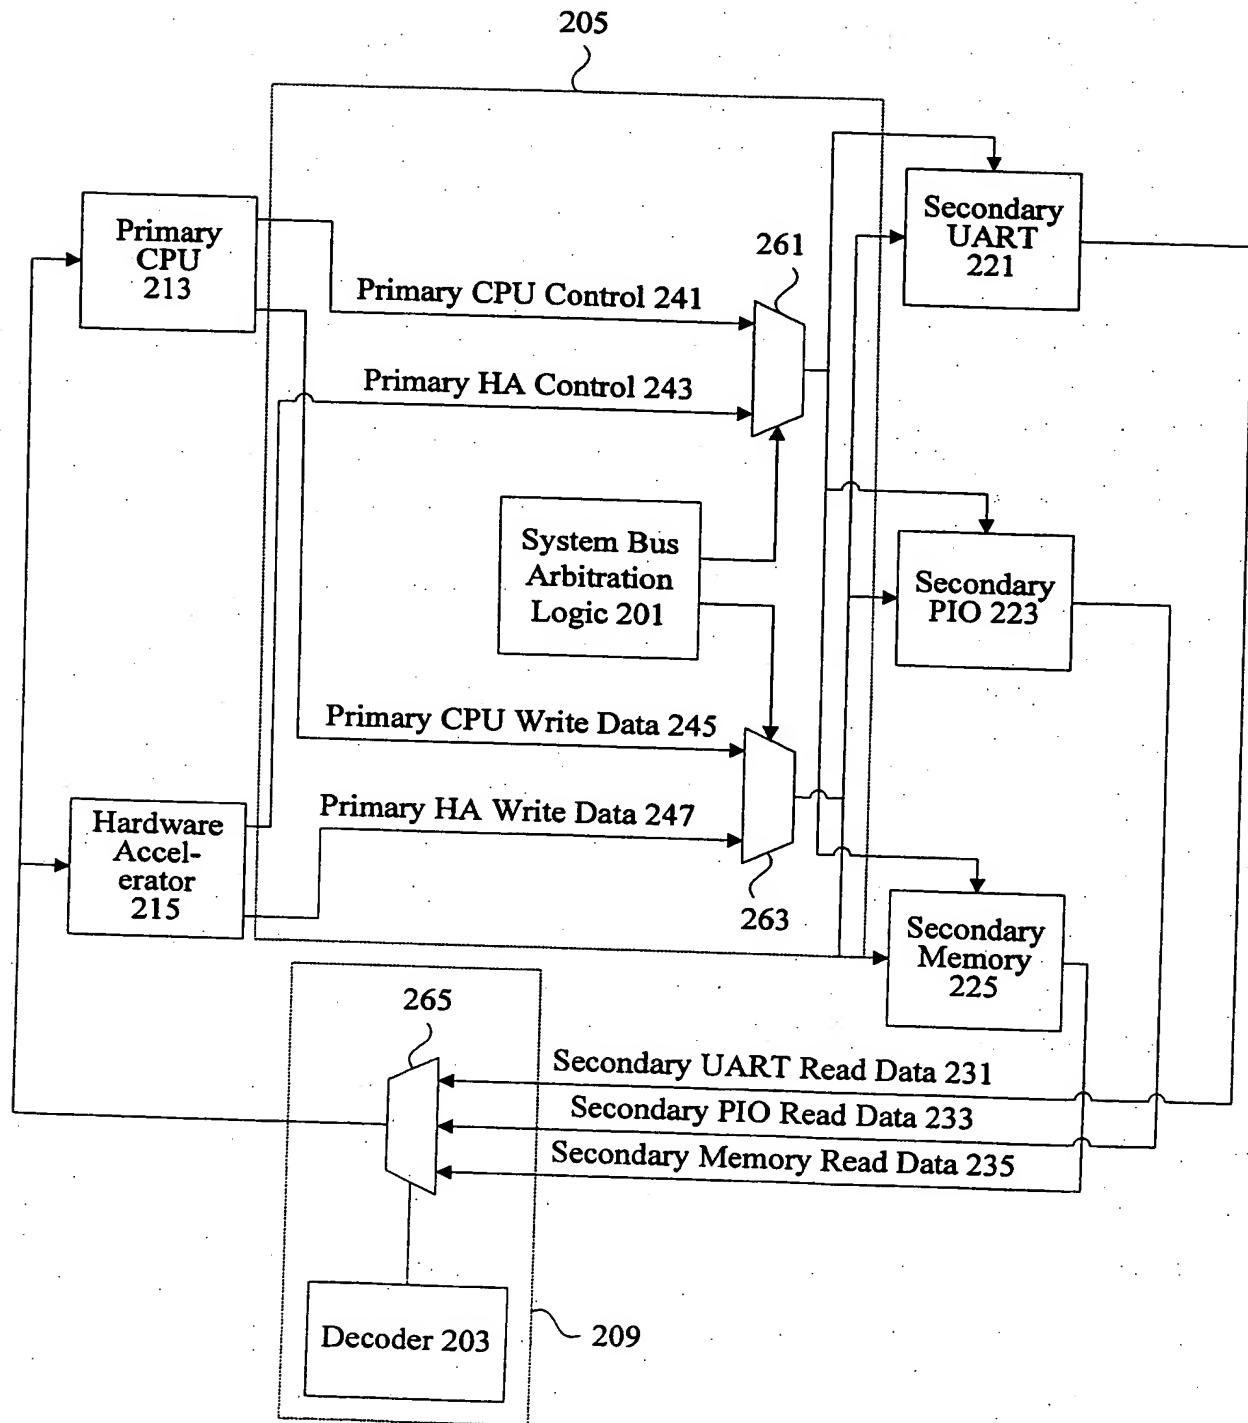 205
Primary
CPU
213
Secondary
UART
221
261
Primary CPU Control 241
Primary HA Control 243
System Bus
Arbitration
Logic 201
Secondary
PIO 223
Primary CPU Write Data 245
Primary HA Write Data 247
Hardware
Accel-
erator
215
263
Secondary
Memory
225
265
Secondary UART Read Data 231
Secondary PIO Read Data 233
Secondary Memory Read Data 235
Decoder 203
209